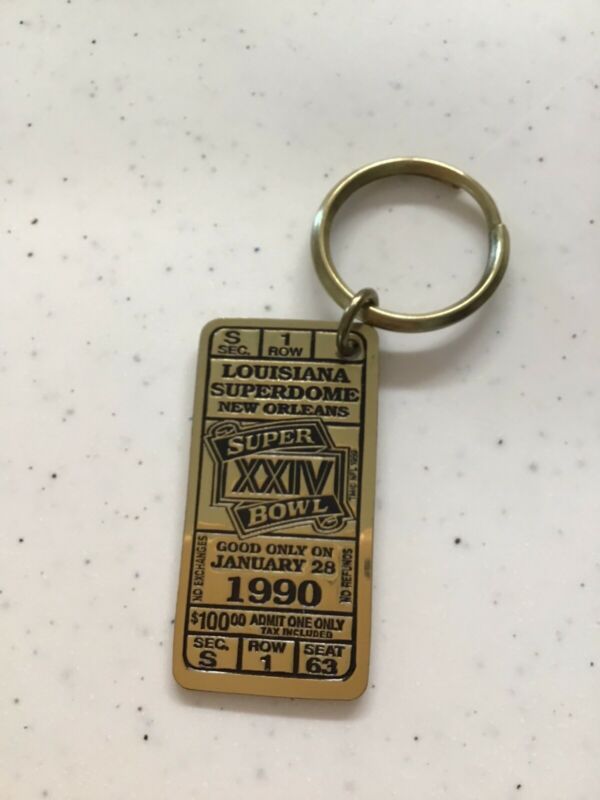 S 1
SEC. ROW
LOUISIANA
SUPERDOME
NEW ORLEANS
SUPER
XXIV
BOWL
GOOD ONLY ON
JANUARY 28
1990
NO EXCHANGES
NO REFUNDS
$100.00 ADMIT ONE ONLY
TAX INCLUDED
SEC. ROW SEAT
S 1 63